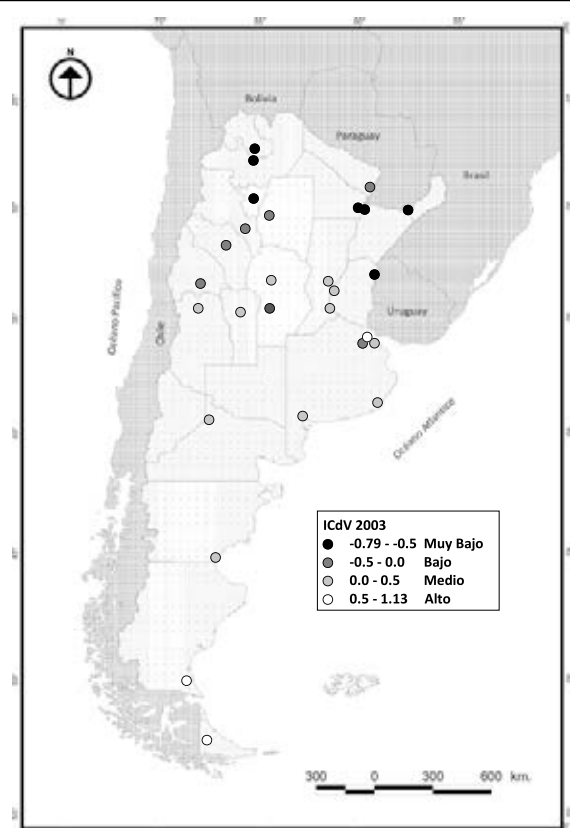 N
Bolivia
Paraguay
Brasil
Océano Pacífico
Chile
Uruguay
Océano Atlántico
ICdV 2003
-0.79 - -0.5 Muy Bajo
-0.5 - 0.0 Bajo
0.0 - 0.5 Medio
0.5 - 1.13 Alto
300 0 300 600 km.